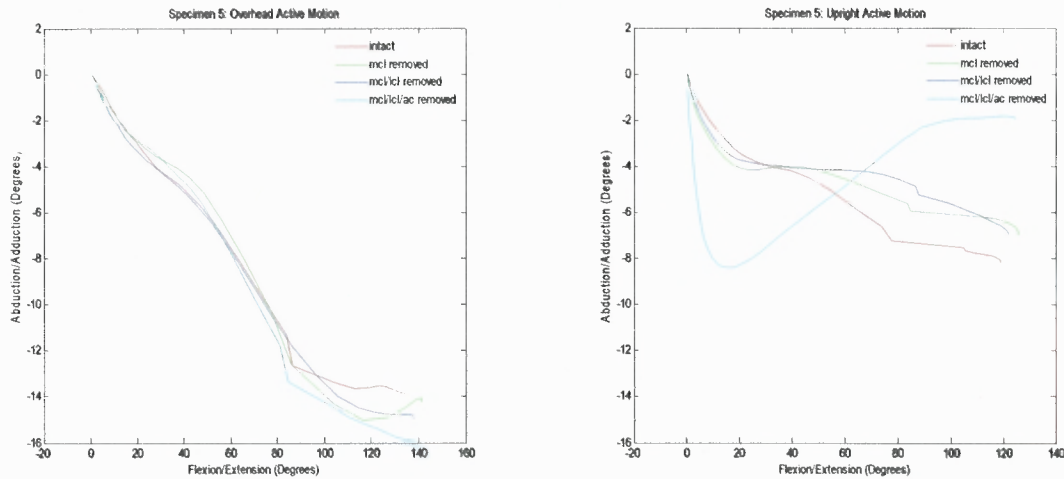 Specimen 5: Overhead Active Motion
2
0
-2
-4
-6
-8
-10
-12
-14
-16
Abduction/Adduction (Degrees,
intact
mcl removed
mcl/lcl removed
mcl/lcl/ac removed
-20
0
20
40
60
80
100
120
140
160
Flexion/Extension (Degrees)
Specimen 5: Upright Active Motion
2
0
-2
-4
-6
-8
-10
-12
-14
-16
Abduction/Adduction (Degrees)
intact
mcl removed
mcl/lcl removed
mcl/lcl/ac removed
-20
0
20
40
60
80
100
120
140
Flexion/Extension (Degrees)